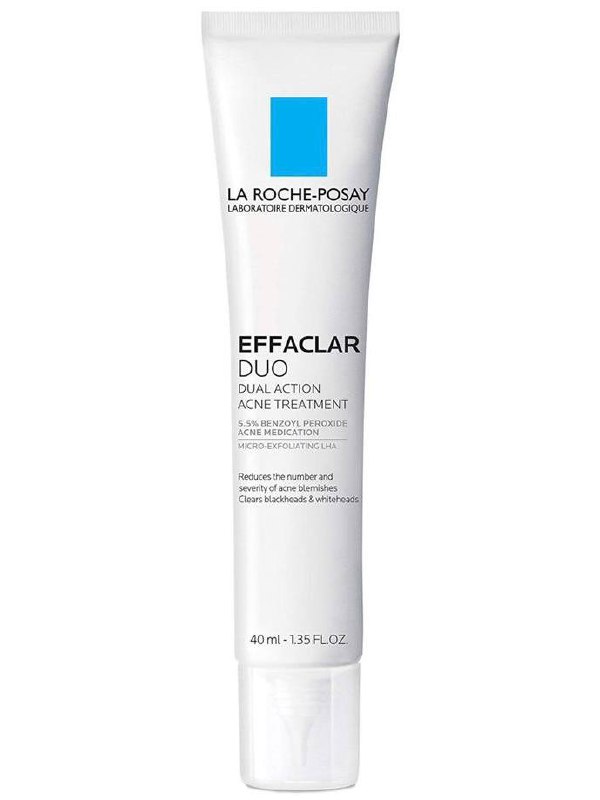 LA ROCHE-POSAY
LABORATOIRE DERMATOLOGIQUE
EFFACLAR
DUO
DUAL ACTION
ACNE TREATMENT
5.5% BENZOYL PEROXIDE
ACNE MEDICATION
MICRO-EXFOLIATING LHA
Reduces the number and
severity of acne blemishes
Clears blackheads & whiteheads
40 ml - 1.35 FL.OZ.